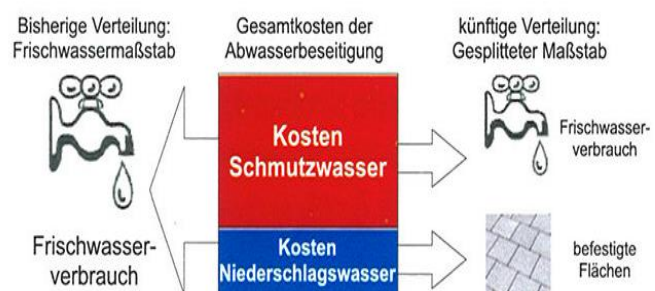 Bisherige Verteilung:
Frischwassermaßstab
Frischwasser-
verbrauch
Gesamtkosten der
Abwasserbeseitigung
Kosten
Schmutzwasser
Kosten
Niederschlagswasser
künftige Verteilung:
Gesplitteter Maßstab
Frischwasser-
verbrauch
befestigte
Flächen